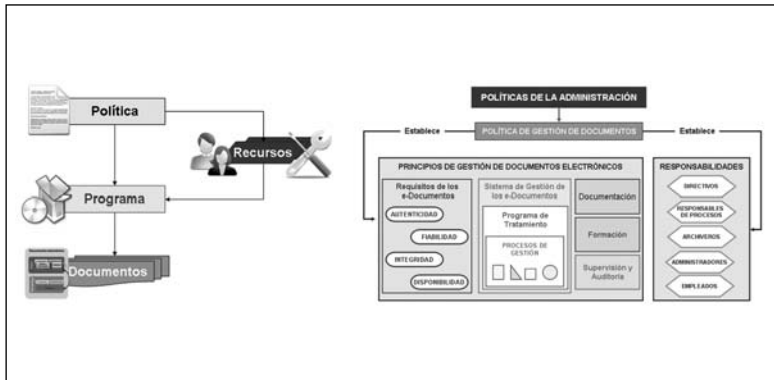 Política
Recursos
Programa
Documentos
POLÍTICAS DE LA ADMINISTRACIÓN
Establece
POLÍTICA DE GESTIÓN DE DOCUMENTOS
Establece
PRINCIPIOS DE GESTIÓN DE DOCUMENTOS ELECTRÓNICOS
Requisitos de los
e-Documentos
AUTENTICIDAD
FIABILIDAD
INTEGRIDAD
DISPONIBILIDAD
Sistema de Gestión de
los e-Documentos
Programa de
Tratamiento
PROCESOS DE
GESTIÓN
Documentación
Formación
Supervisión y
Auditoría
RESPONSABILIDADES
DIRECTIVOS
RESPONSABLES
DE PROCESOS
ARCHIVEROS
ADMINISTRADORES
EMPLEADOS